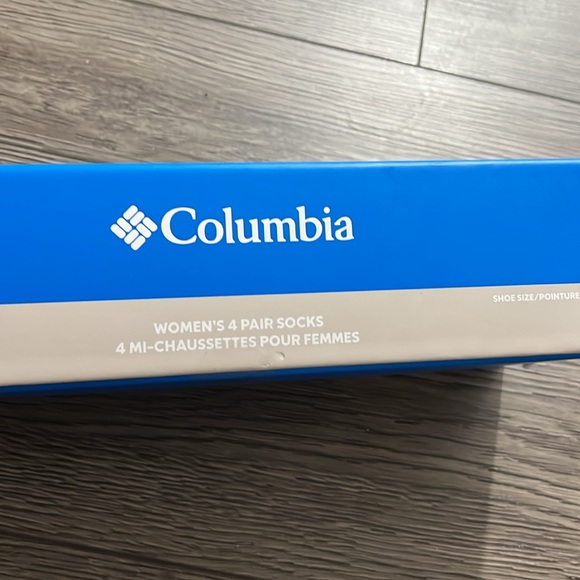 Columbia
SHOE SIZE/POINTURE
WOMEN'S 4 PAIR SOCKS
4 MI-CHAUSSETTES POUR FEMMES